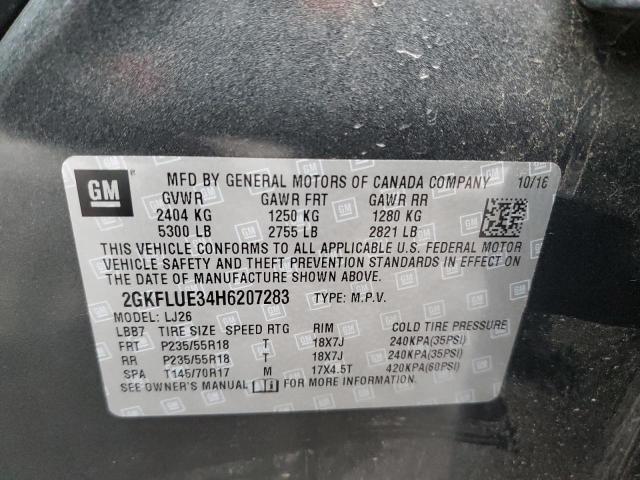 GM MFD BY GENERAL MOTORS OF CANADA COMPANY 10/16
GVWR GAWR FRT GAWR RR
2404 KG 1250 KG 1280 KG
5300 LB 2755 LB 2821 LB
THIS VEHICLE CONFORMS TO ALL APPLICABLE U.S. FEDERAL MOTOR
VEHICLE SAFETY AND THEFT PREVENTION STANDARDS IN EFFECT ON THE
DATE OF MANUFACTURE SHOWN ABOVE.
2GKFLUE34H6207283 TYPE: M.P.V.
MODEL: LJ26
LBB7 TIRE SIZE SPEED RTG RIM COLD TIRE PRESSURE
FRT P235/55R18 T 18X7J 240KPA(35PSI)
RR P235/55R18 T 18X7J 240KPA(35PSI)
SPA T145/70R17 M 17X4.5T 420KPA(60PSI)
SEE OWNER'S MANUAL FOR MORE INFORMATION.